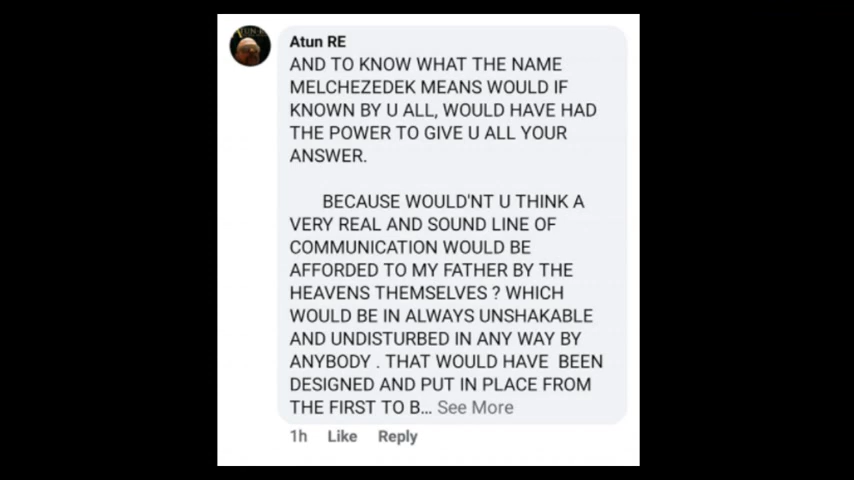 Atun RE
AND TO KNOW WHAT THE NAME
MELCHEZEDEK MEANS WOULD IF
KNOWN BY U ALL, WOULD HAVE HAD
THE POWER TO GIVE U ALL YOUR
ANSWER.
BECAUSE WOULD'NT U THINK A
VERY REAL AND SOUND LINE OF
COMMUNICATION WOULD BE
AFFORDED TO MY FATHER BY THE
HEAVENS THEMSELVES ? WHICH
WOULD BE IN ALWAYS UNSHAKABLE
AND UNDISTURBED IN ANY WAY BY
ANYBODY . THAT WOULD HAVE  BEEN
DESIGNED AND PUT IN PLACE FROM
THE FIRST TO B... See More
1h Like Reply